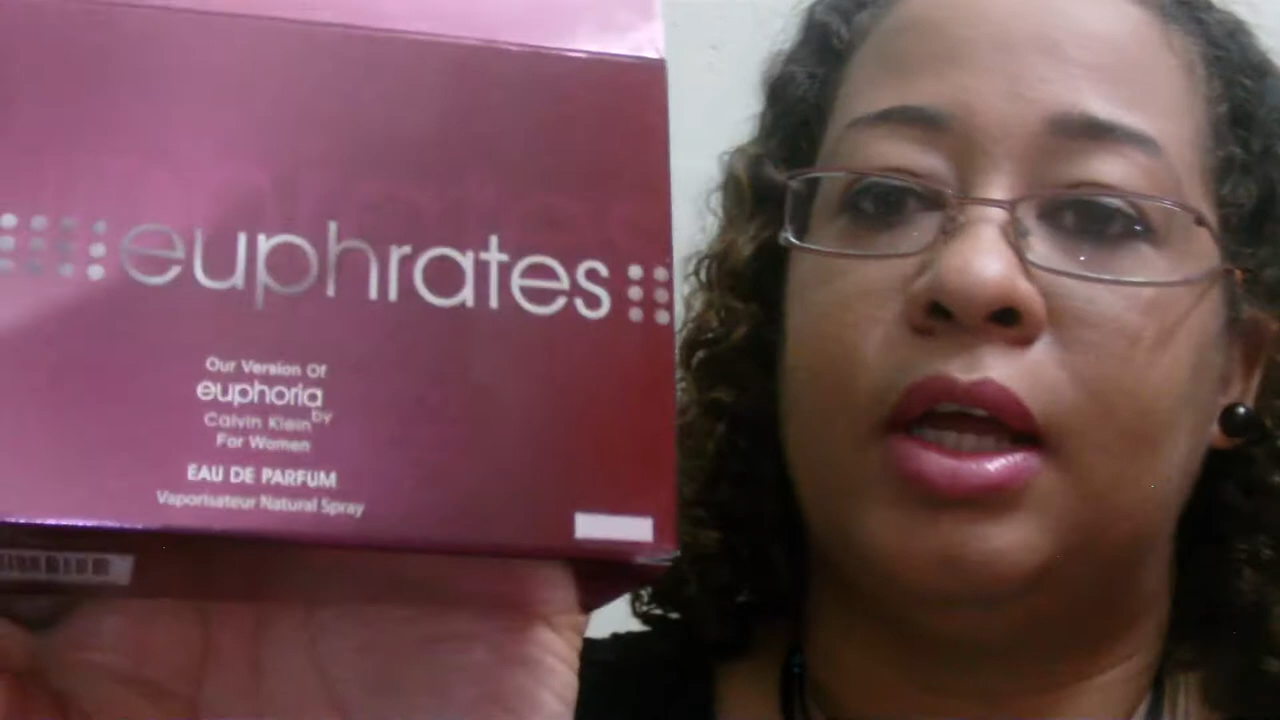 euphrates
Our Version Of
euphoria
by
Calvin Klein
For Women
EAU DE PARFUM
Vaporisateur Natural Spray